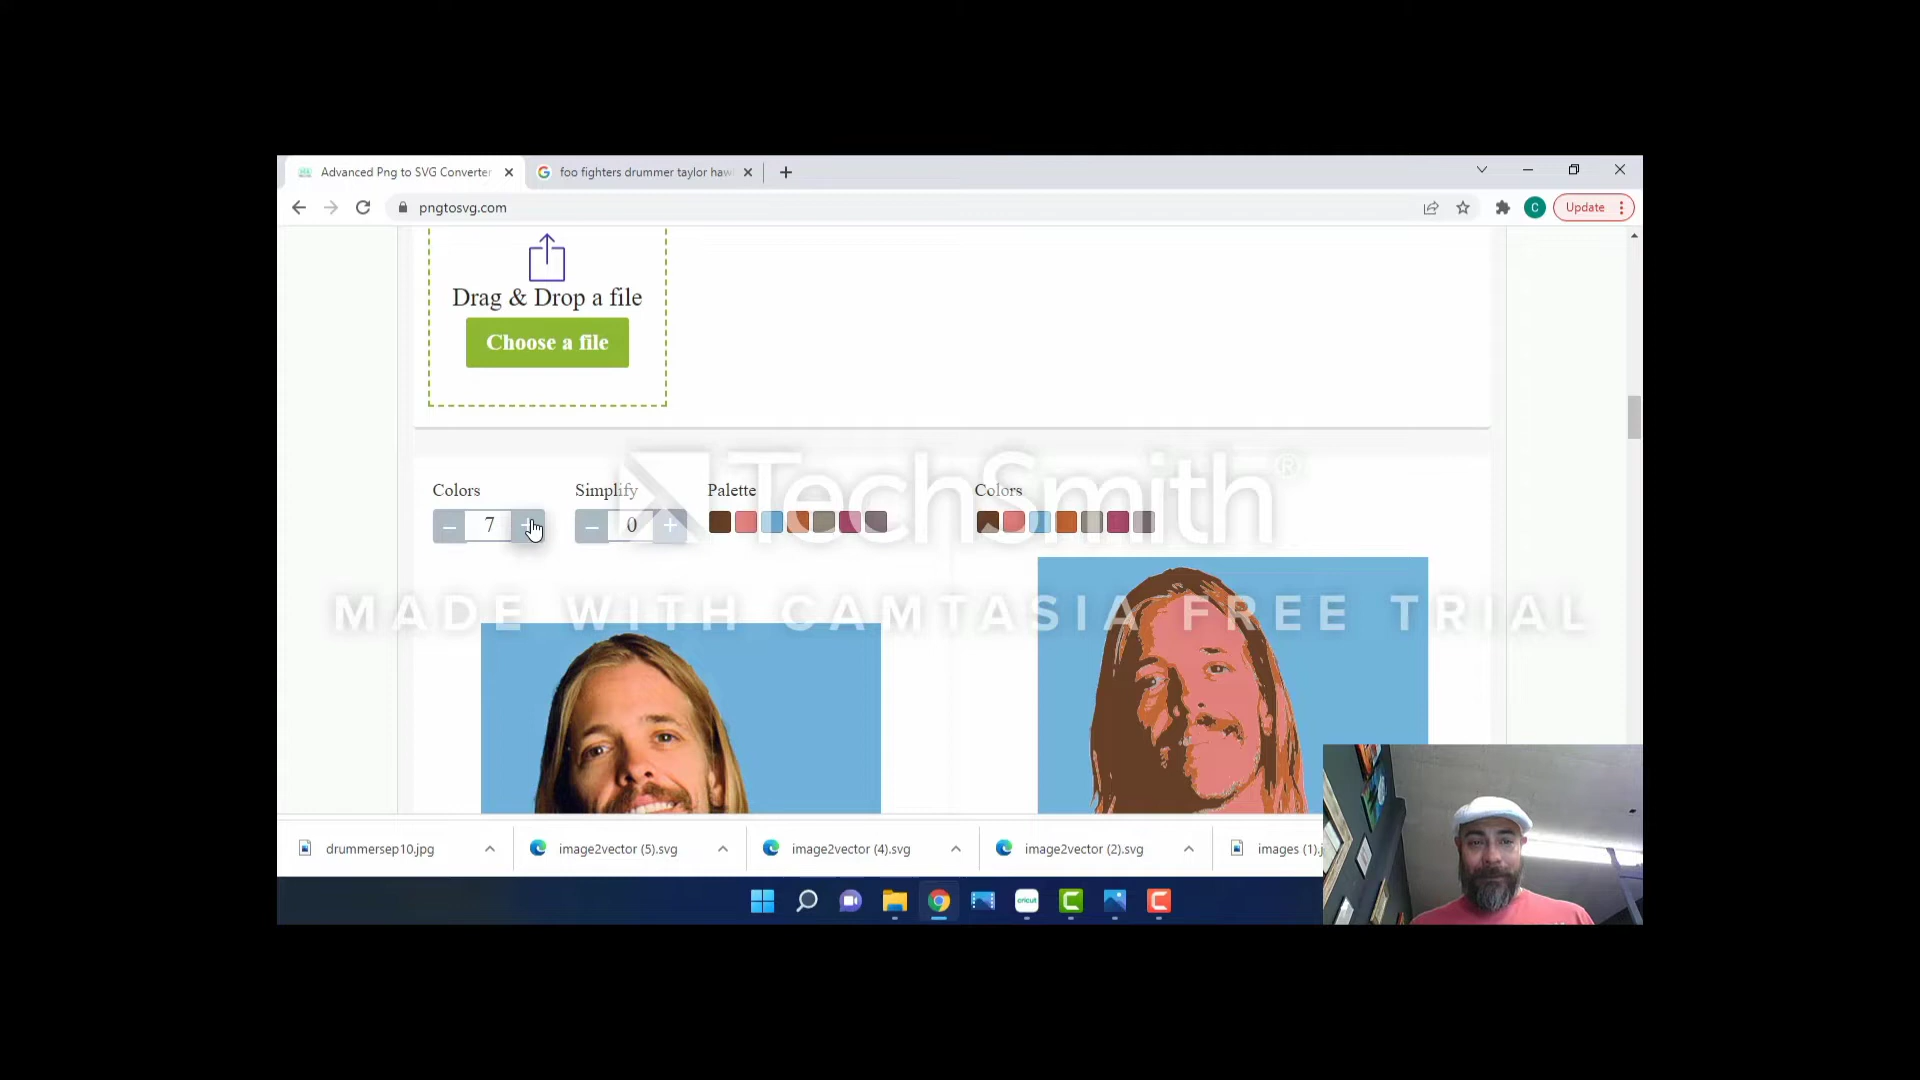 Advanced Png to SVG Converter
foo fighters drummer taylor haw
pngtosvg.com
C
Update
Drag & Drop a file
Choose a file
Colors
Simplify
Palette
Colors
7
0
TechSmith®
MADE WITH CAMTASIA FREE TRIAL
drummersep10.jpg
image2vector (5).svg
image2vector (4).svg
image2vector (2).svg
images (1).j
cricut